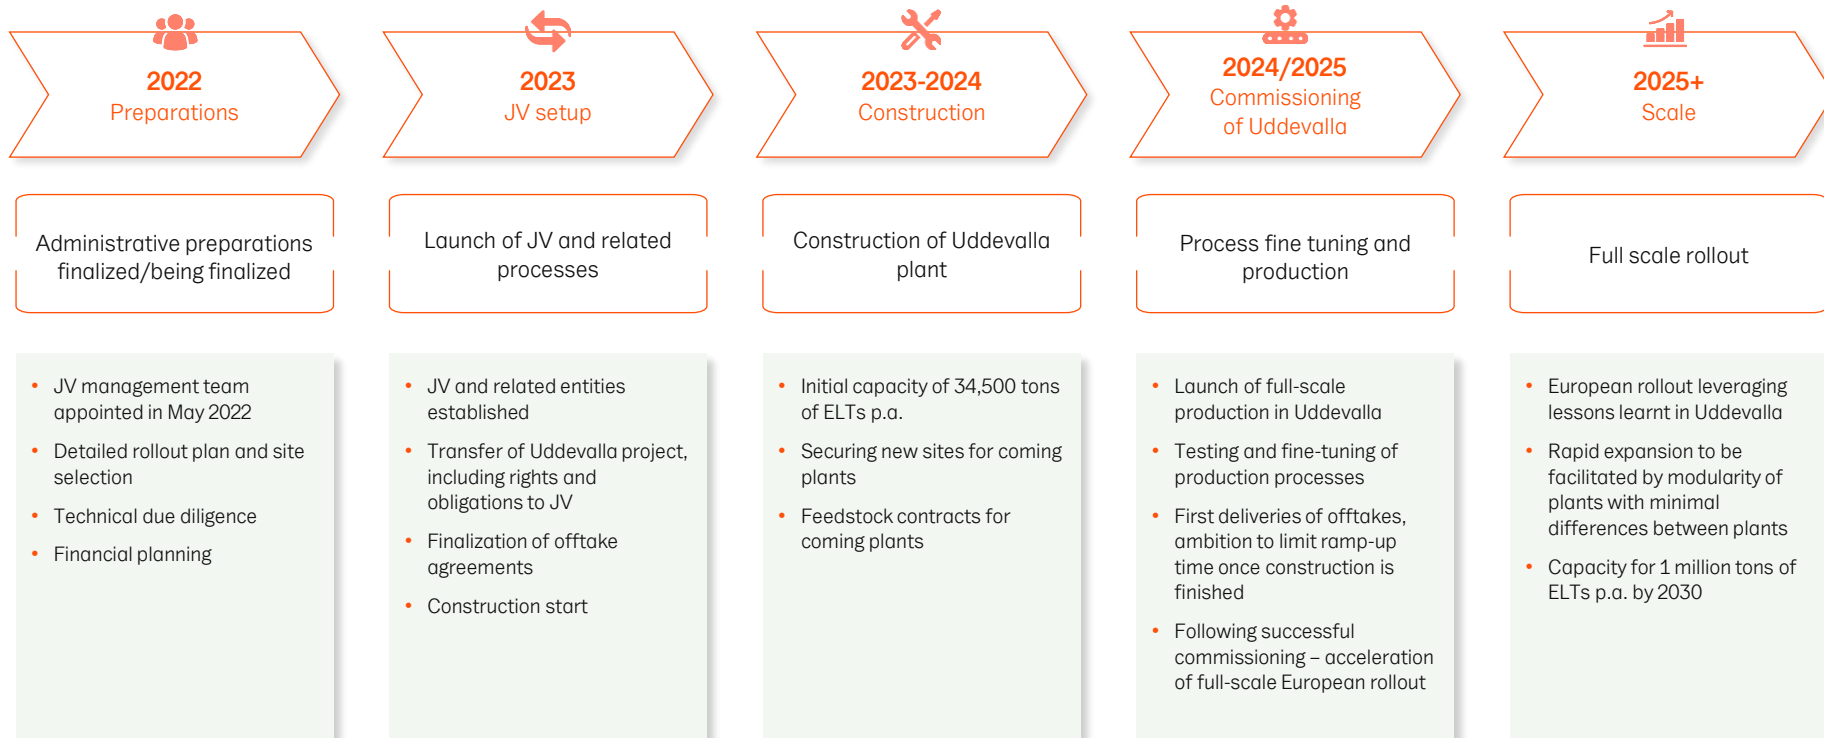 2022
Preparations
2023
JV setup
2023-2024
Construction
2024/2025
Commissioning
of Uddevalla
2025+
Scale
Administrative preparations
finalized/being finalized
Launch of JV and related
processes
Construction of Uddevalla
plant
Process fine tuning and
production
Full scale rollout
• JV management team
appointed in May 2022
• Detailed rollout plan and site
selection
• Technical due diligence
• Financial planning
• JV and related entities
established
• Transfer of Uddevalla project,
including rights and
obligations to JV
• Finalization of offtake
agreements
• Construction start
• Initial capacity of 34,500 tons
of ELTs p.a.
• Securing new sites for coming
plants
• Feedstock contracts for
coming plants
• Launch of full-scale
production in Uddevalla
• Testing and fine-tuning of
production processes
• First deliveries of offtakes,
ambition to limit ramp-up
time once construction is
finished
• Following successful
commissioning – acceleration
of full-scale European rollout
• European rollout leveraging
lessons learnt in Uddevalla
• Rapid expansion to be
facilitated by modularity of
plants with minimal
differences between plants
• Capacity for 1 million tons of
ELTs p.a. by 2030